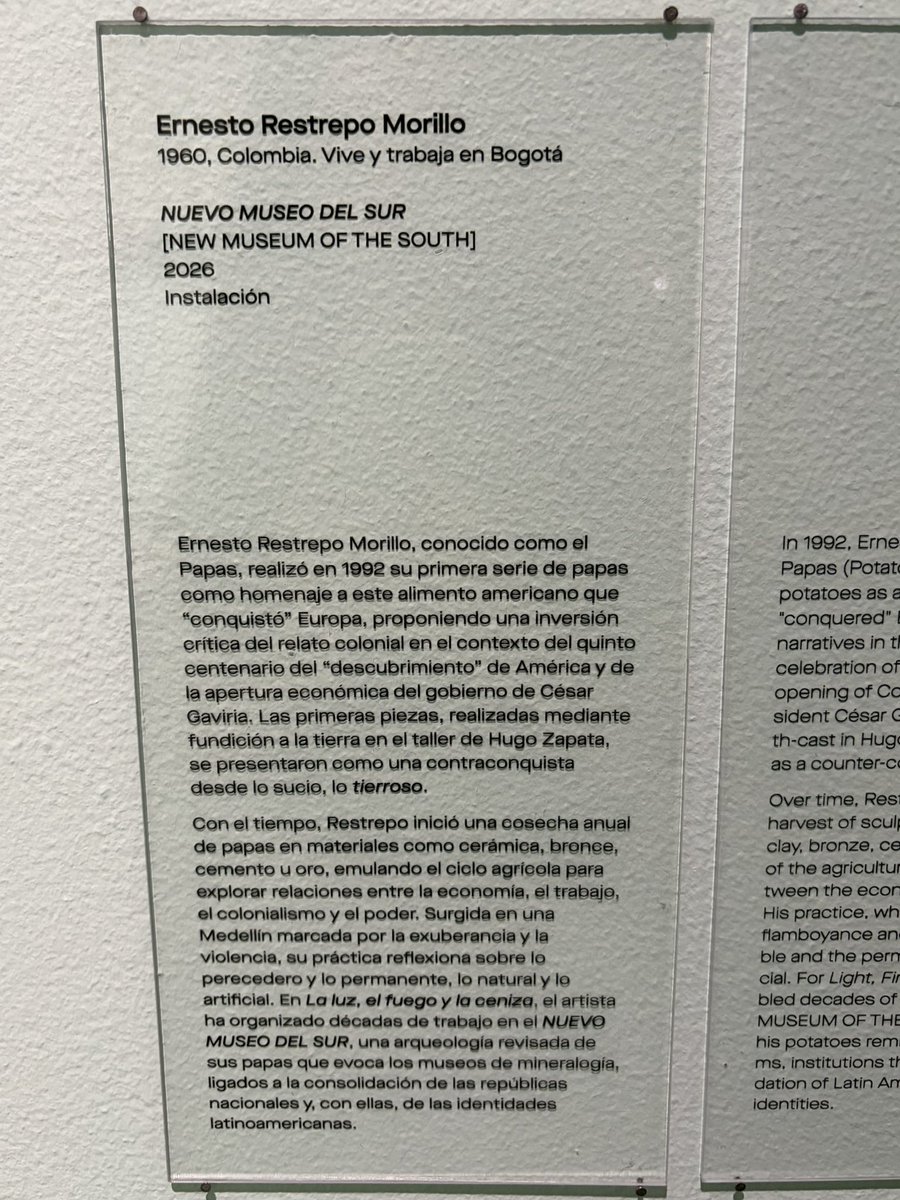 Ernesto Restrepo Morillo
1960, Colombia. Vive y trabaja en Bogotá
NUEVO MUSEO DEL SUR
[NEW MUSEUM OF THE SOUTH]
2026
Instalación
Ernesto Restrepo Morillo, conocido como el
Papas, realizó en 1992 su primera serie de papas
como homenaje a este alimento americano que
“conquistó” Europa, proponiendo una inversión
crítica del relato colonial en el contexto del quinto
centenario del “descubrimiento” de América y de
la apertura económica del gobierno de César
Gaviria. Las primeras piezas, realizadas mediante
fundición a la tierra en el taller de Hugo Zapata,
se presentaron como una contraconquista
desde lo sucio, lo tierroso.
Con el tiempo, Restrepo inició una cosecha anual
de papas en materiales como cerámica, bronce,
cemento u oro, emulando el ciclo agrícola para
explorar relaciones entre la economía, el trabajo,
el colonialismo y el poder. Surgida en una
Medellín marcada por la exuberancia y la
violencia, su práctica reflexiona sobre lo
perecedero y lo permanente, lo natural y lo
artificial. En La luz, el fuego y la ceniza, el artista
ha organizado décadas de trabajo en el NUEVO
MUSEO DEL SUR, una arqueología revisada de
sus papas que evoca los museos de mineralogía,
ligados a la consolidación de las repúblicas
nacionales y, con ellas, de las identidades
latinoamericanas.
In 1992, Erne
Papas (Potat
potatoes as a
“conquered”
narratives in th
celebration of
opening of Co
sident César G
th-cast in Hug
as a counter-c
Over time, Rest
harvest of sculp
clay, bronze, ce
of the agricultur
tween the econ
His practice, wh
flamboyance an
ble and the perm
cial. For Light, Fir
bled decades of
MUSEUM OF THE
his potatoes rem
ms, institutions th
dation of Latin Am
identities.